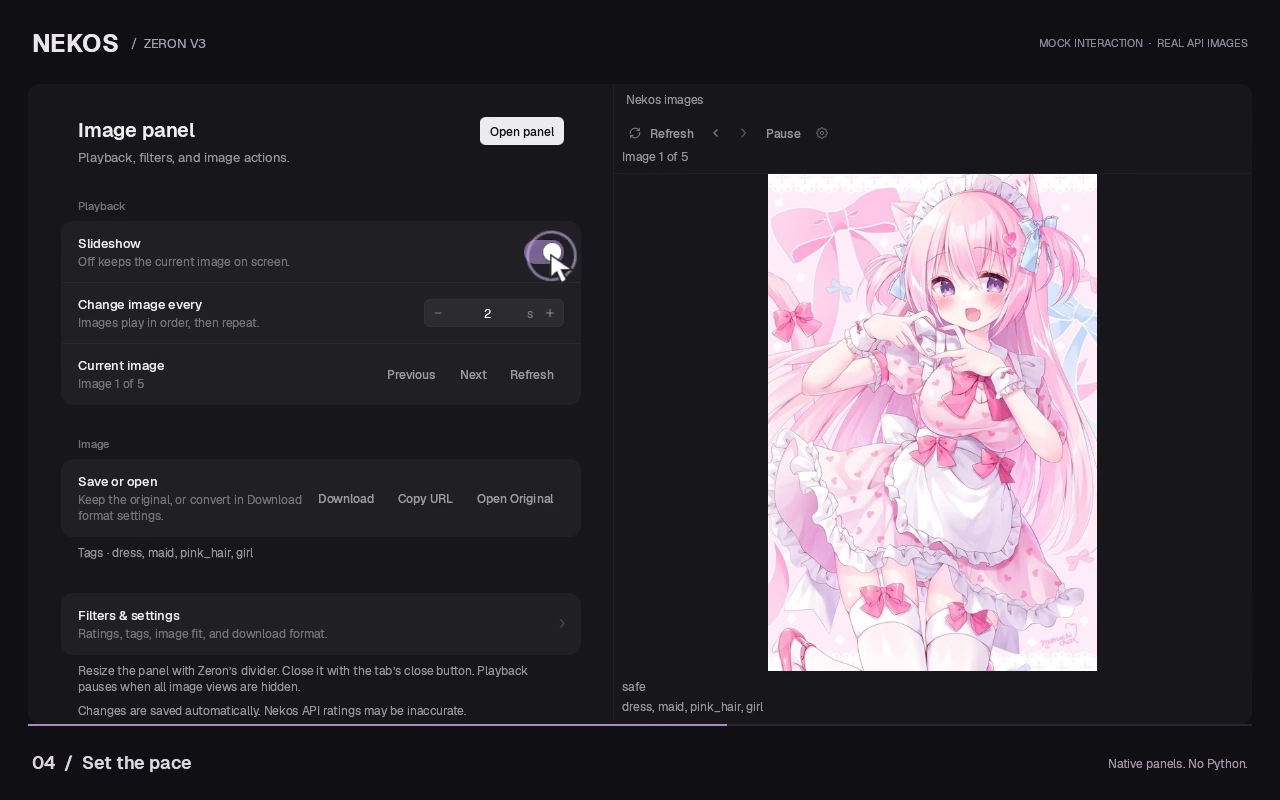 NEKOS / ZERON V3
MOCK INTERACTION · REAL API IMAGES
Image panel
Open panel
Playback, filters, and image actions.
Playback
Slideshow
Off keeps the current image on screen.
Change image every
Images play in order, then repeat.
− 2 s +
Current image
Image 1 of 5
Previous Next Refresh
Image
Save or open
Keep the original, or convert in Download
format settings.
Download Copy URL Open Original
Tags · dress, maid, pink_hair, girl
Filters & settings
Ratings, tags, image fit, and download format.
Resize the panel with Zeron's divider. Close it with the tab's close button. Playback
pauses when all image views are hidden.
Changes are saved automatically. Nekos API ratings may be inaccurate.
Nekos images
Refresh Pause
Image 1 of 5
safe
dress, maid, pink_hair, girl
04 / Set the pace
Native panels. No Python.